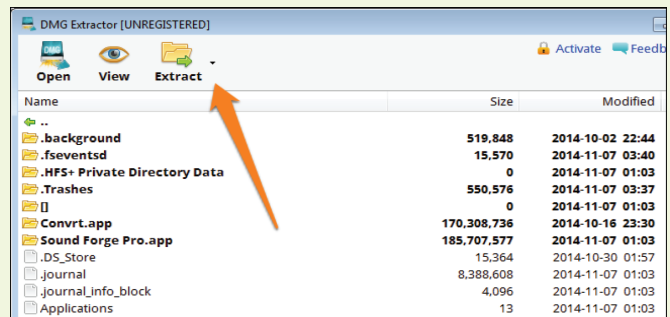 DMG Extractor [UNREGISTERED]
DMG
Open View Extract Activate Feedb
Name Size Modified
..
.background 519,848 2014-10-02 22:44
.fseventsd 15,570 2014-11-07 03:40
.HFS+ Private Directory Data 0 2014-11-07 01:03
.Trashes 550,576 2014-11-07 03:37
[] 0 2014-11-07 01:03
Convrt.app 170,308,736 2014-10-16 23:30
Sound Forge Pro.app 185,707,577 2014-11-07 01:03
.DS_Store 15,364 2014-10-30 01:57
.journal 8,388,608 2014-11-07 01:03
.journal_info_block 4,096 2014-11-07 01:03
Applications 13 2014-11-07 01:03